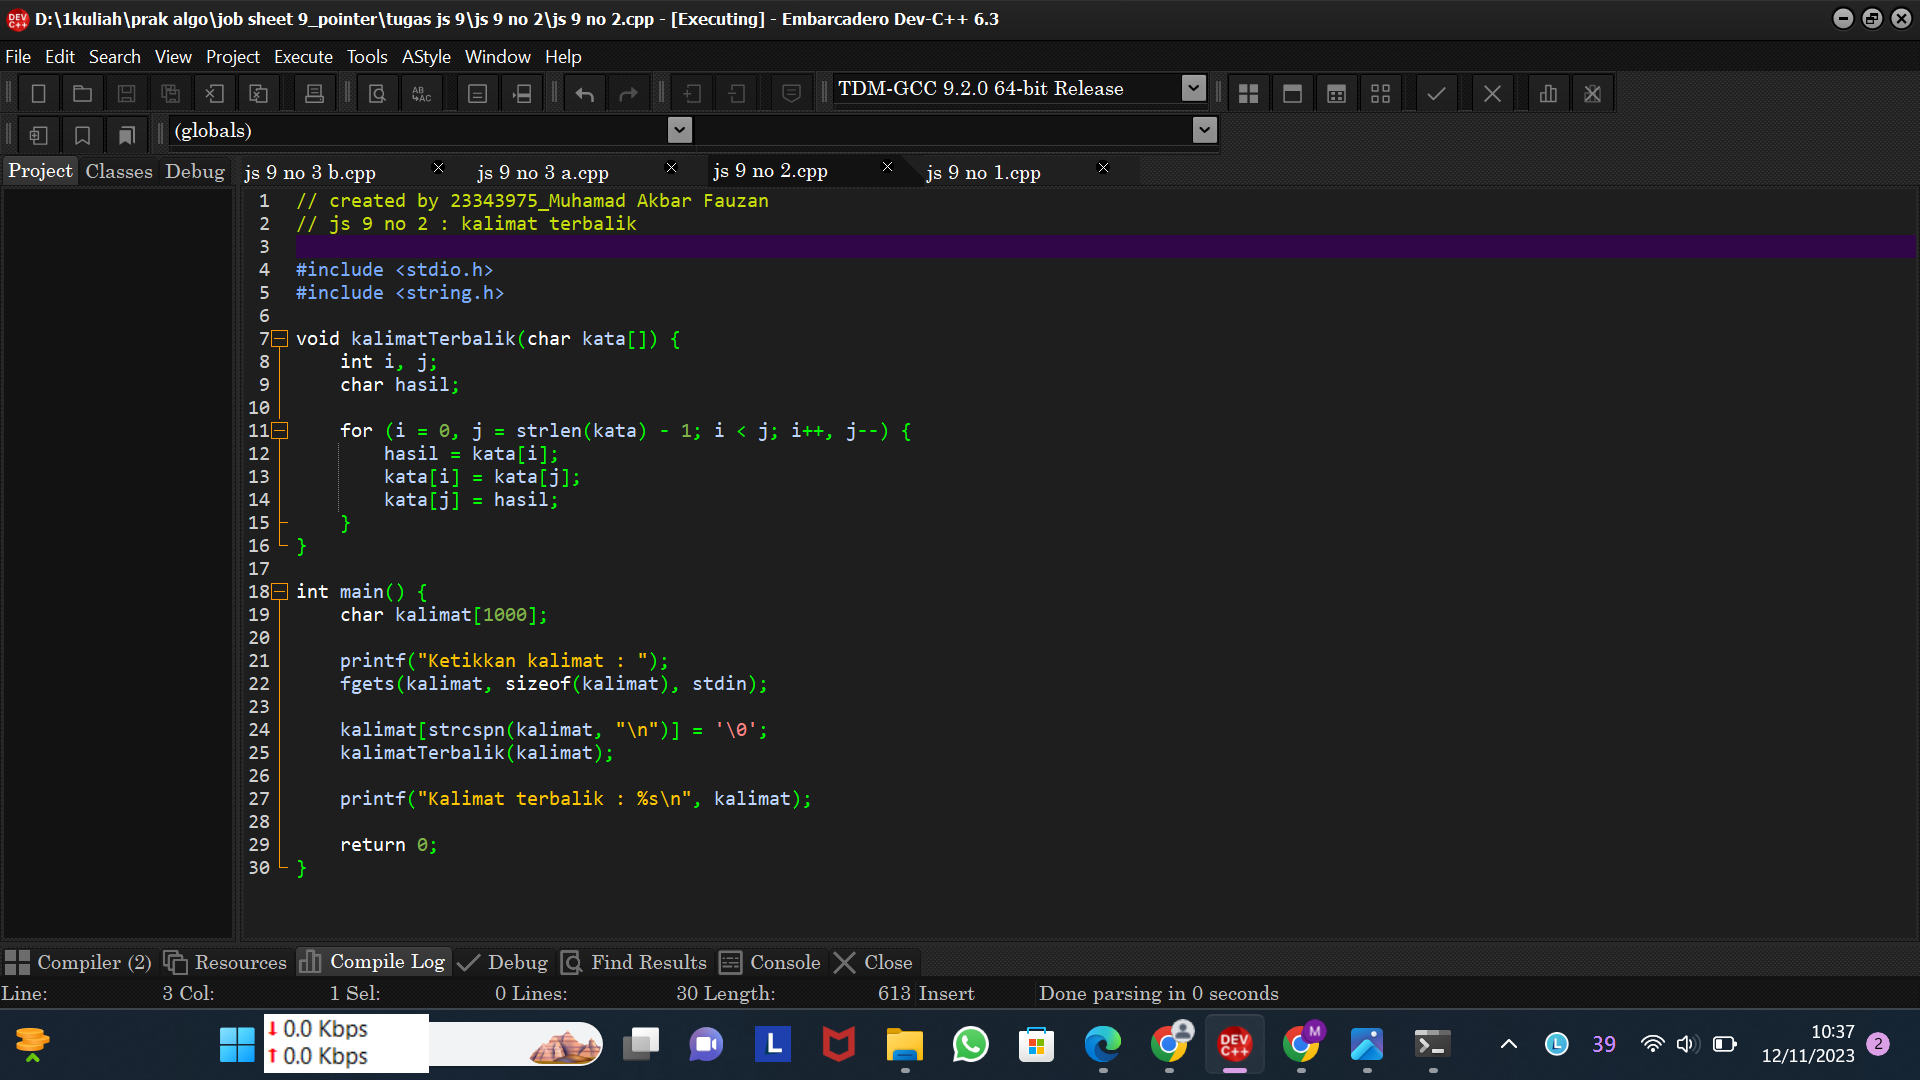 D:\1kuliah\prak algo\job sheet 9_pointer\tugas js 9\js 9 no 2\js 9 no 2.cpp - [Executing] - Embarcadero Dev-C++ 6.3
File Edit Search View Project Execute Tools AStyle Window Help
TDM-GCC 9.2.0 64-bit Release
(globals)
Project Classes Debug js 9 no 3 b.cpp js 9 no 3 a.cpp js 9 no 2.cpp js 9 no 1.cpp
1 // created by 23343975_Muhamad Akbar Fauzan
2 // js 9 no 2 : kalimat terbalik
3
4 #include <stdio.h>
5 #include <string.h>
6
7 void kalimatTerbalik(char kata[]) {
8     int i, j;
9     char hasil;
10
11     for (i = 0, j = strlen(kata) - 1; i < j; i++, j--) {
12         hasil = kata[i];
13         kata[i] = kata[j];
14         kata[j] = hasil;
15     }
16 }
17
18 int main() {
19     char kalimat[1000];
20
21     printf("Ketikkan kalimat : ");
22     fgets(kalimat, sizeof(kalimat), stdin);
23
24     kalimat[strcspn(kalimat, "\n")] = '\0';
25     kalimatTerbalik(kalimat);
26
27     printf("Kalimat terbalik : %s\n", kalimat);
28
29     return 0;
30 }
Compiler (2) Resources Compile Log Debug Find Results Console Close
Line: 3 Col: 1 Sel: 0 Lines: 30 Length: 613 Insert Done parsing in 0 seconds
0.0 Kbps
0.0 Kbps
L
DEV C++
M
L
39
10:37
12/11/2023
2